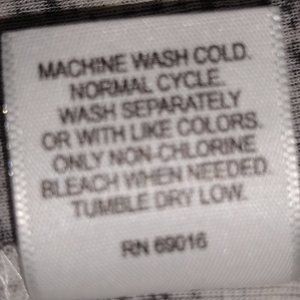 MACHINE WASH COLD.
NORMAL CYCLE.
WASH SEPARATELY
OR WITH LIKE COLORS.
ONLY NON-CHLORINE
BLEACH WHEN NEEDED.
TUMBLE DRY LOW.
RN 69016